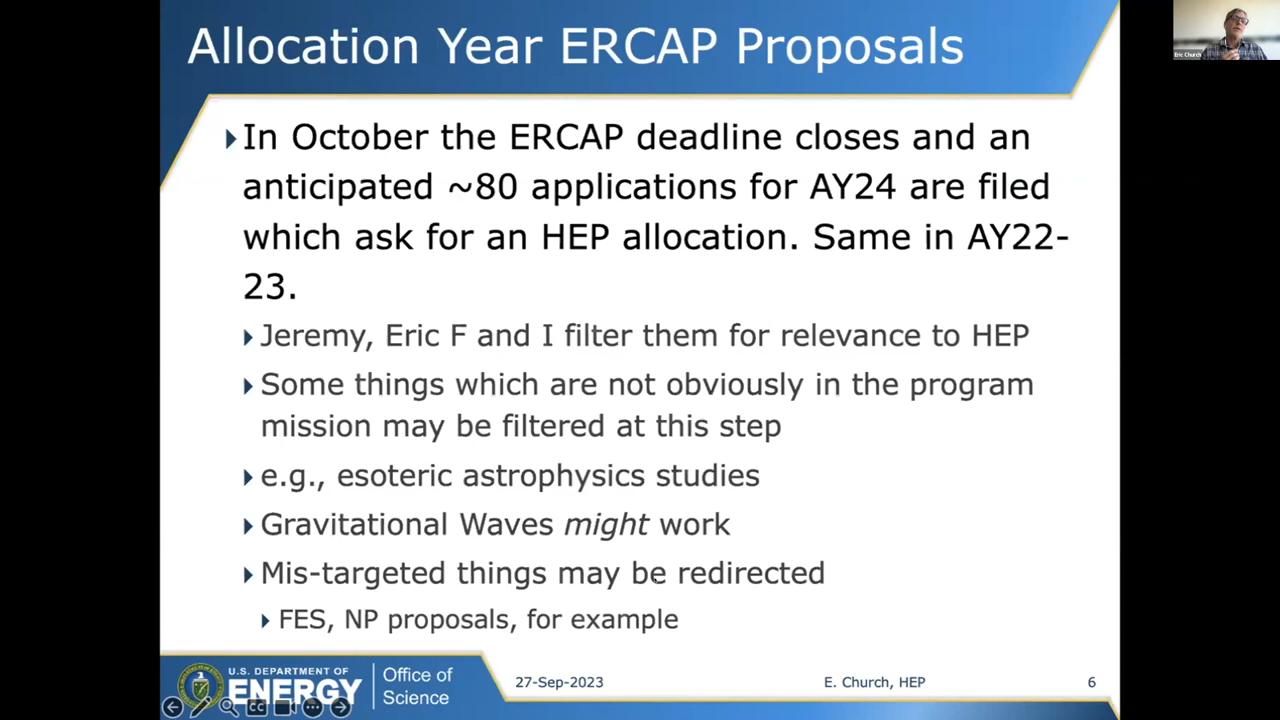 Allocation Year ERCAP Proposals
Eric Church
In October the ERCAP deadline closes and an
anticipated ~80 applications for AY24 are filed
which ask for an HEP allocation. Same in AY22-
23.
Jeremy, Eric F and I filter them for relevance to HEP
Some things which are not obviously in the program
mission may be filtered at this step
e.g., esoteric astrophysics studies
Gravitational Waves might work
Mis-targeted things may be redirected
FES, NP proposals, for example
U.S. DEPARTMENT OF
ENERGY
Office of
Science
27-Sep-2023
E. Church, HEP
6
CC